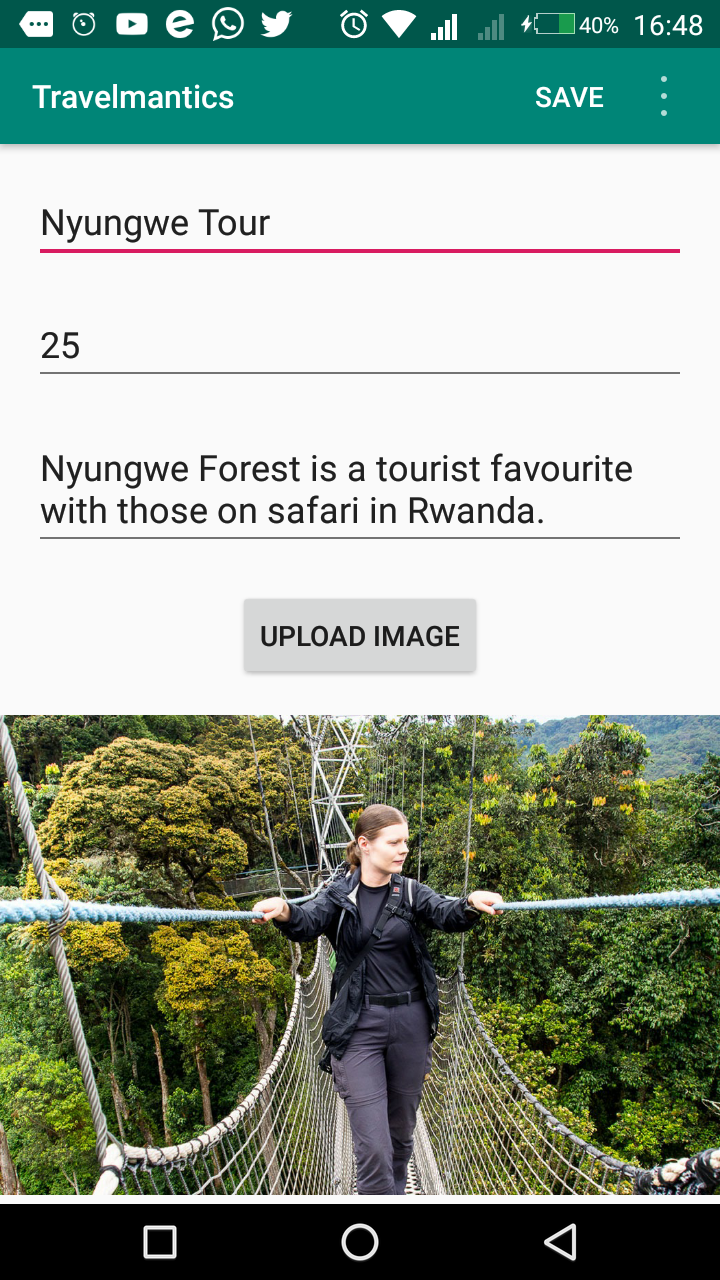 40% 16:48
Travelmantics SAVE
Nyungwe Tour
25
Nyungwe Forest is a tourist favourite
with those on safari in Rwanda.
UPLOAD IMAGE